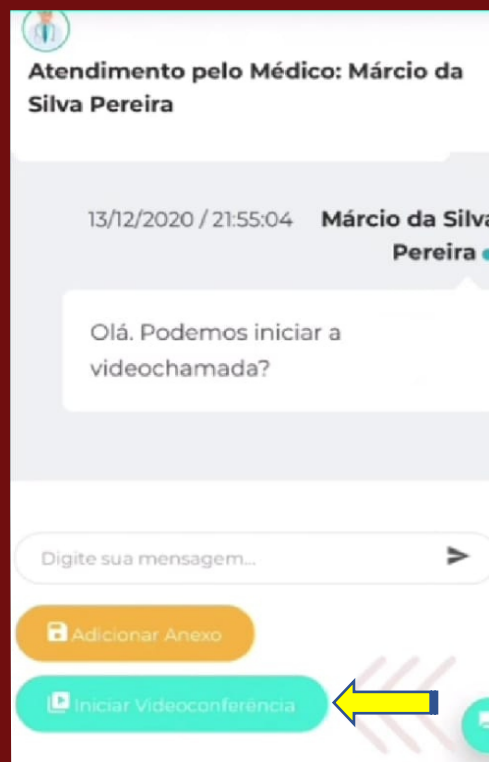 Atendimento pelo Médico: Márcio da
Silva Pereira
13/12/2020 / 21:55:04 Márcio da Silva
Pereira
Olá. Podemos iniciar a
videochamada?
Digite sua mensagem...
Adicionar Anexo
Iniciar Videoconferência